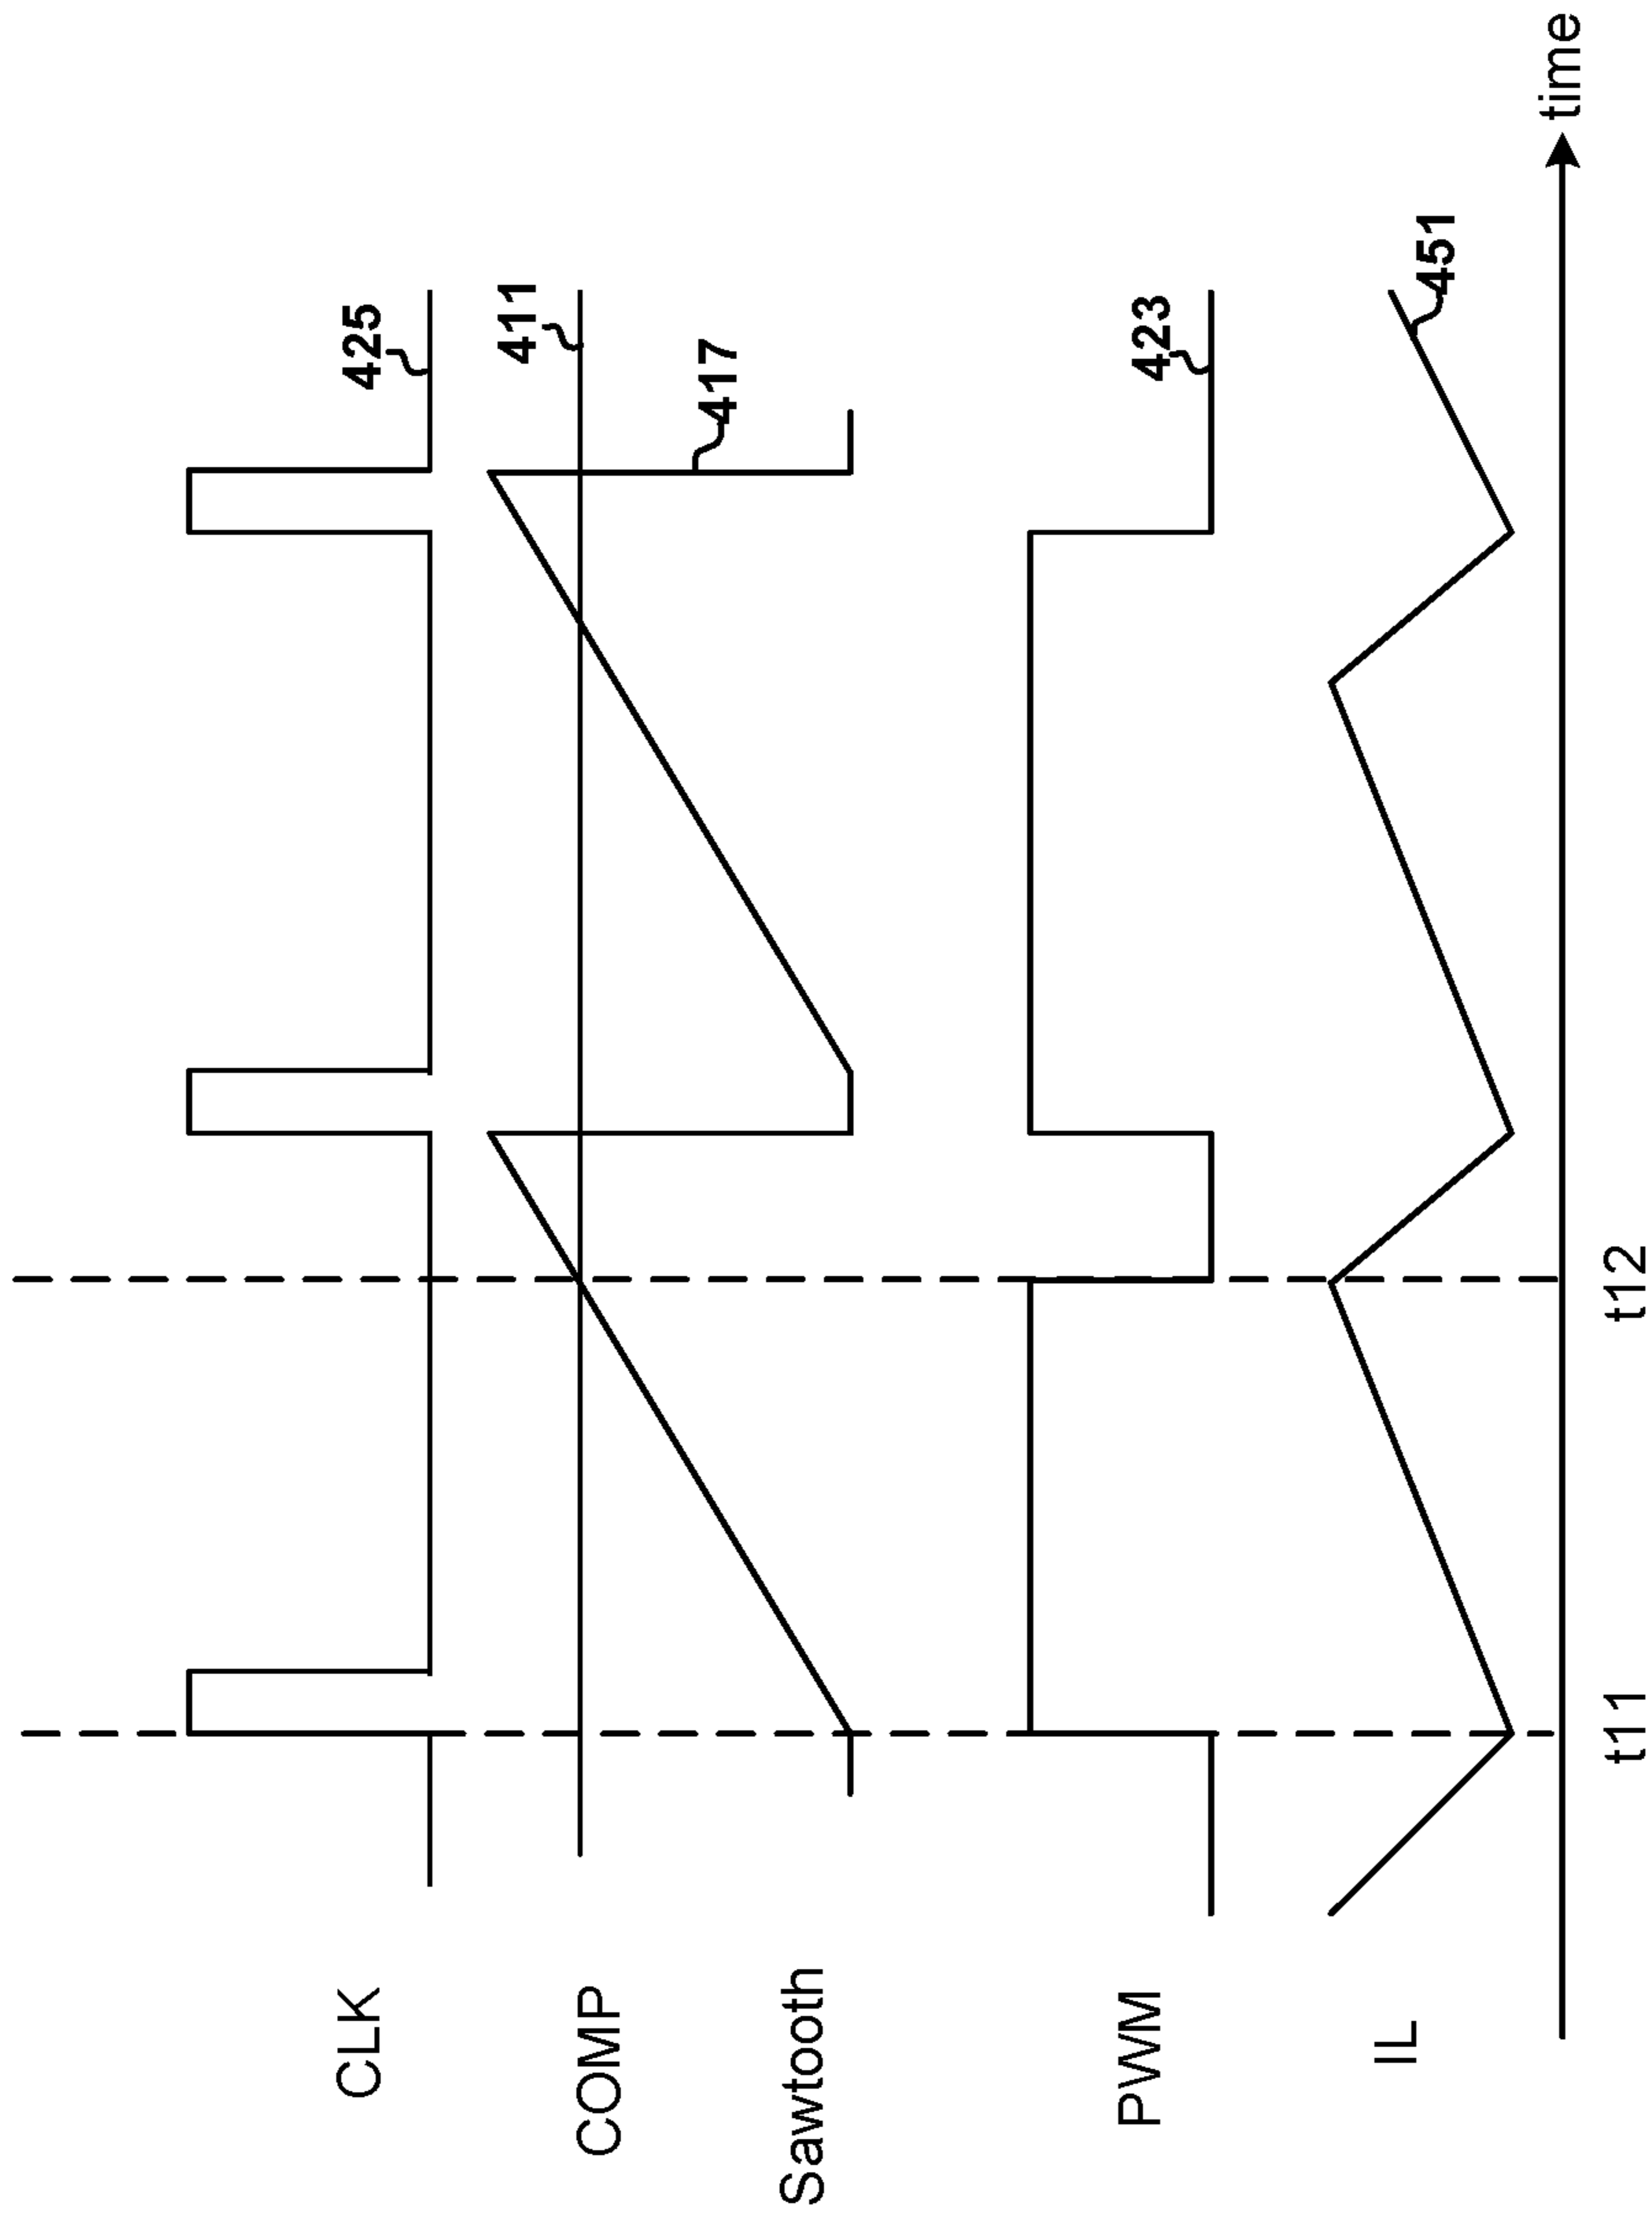 CLK
425
COMP
411
Sawtooth
417
PWM
423
IL
451
time
t11
t12